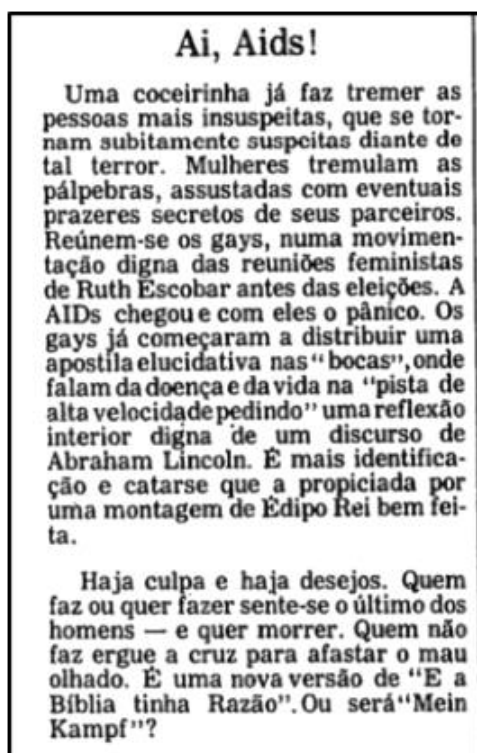 Ai, Aids!
Uma coceirinha já faz tremer as
pessoas mais insuspeitas, que se tor-
nam subitamente suspeitas diante de
tal terror. Mulheres tremulam as
pálpebras, assustadas com eventuais
prazeres secretos de seus parceiros.
Reúnem-se os gays, numa movimen-
tação digna das reuniões feministas
de Ruth Escobar antes das eleições. A
AIDs chegou e com eles o pânico. Os
gays já começaram a distribuir uma
apostila elucidativa nas "bocas", onde
falam da doença e da vida na "pista de
alta velocidade pedindo" uma reflexão
interior digna de um discurso de
Abraham Lincoln. É mais identifica-
ção e catarse que a propiciada por
uma montagem de Édipo Rei bem fei-
ta.
Haja culpa e haja desejos. Quem
faz ou quer fazer sente-se o último dos
homens — e quer morrer. Quem não
faz ergue a cruz para afastar o mau
olhado. É uma nova versão de "E a
Bíblia tinha Razão". Ou será "Mein
Kampf"?